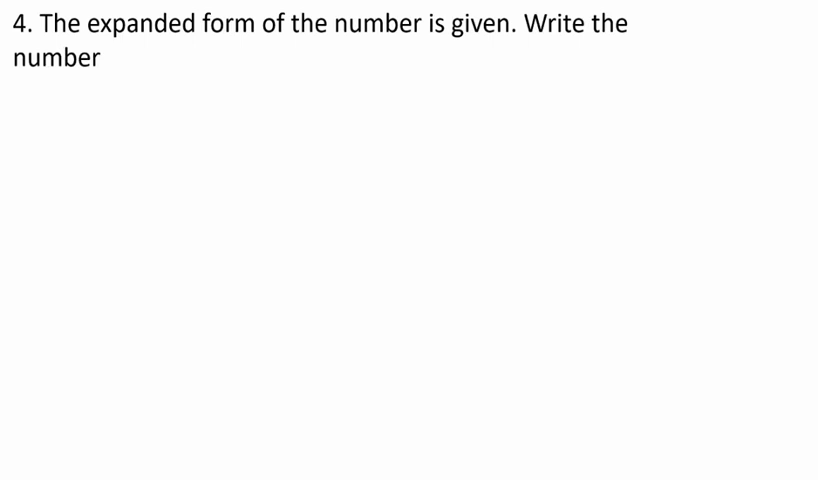 4. The expanded form of the number is given. Write the
number